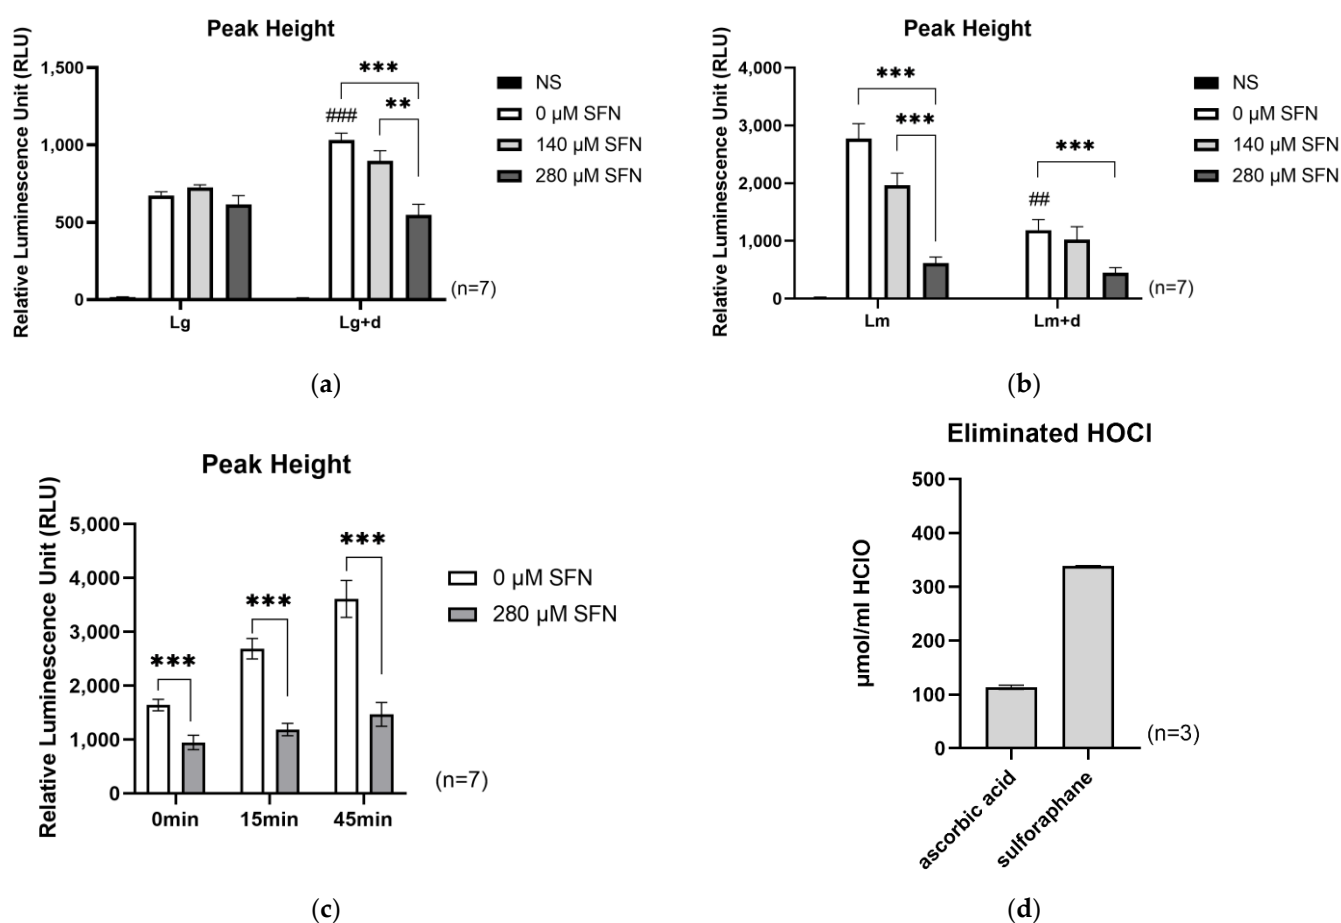 Peak Height
Relative Luminescence Unit (RLU)
1,500
1,000
500
0
###
***
**
Lg
Lg+d
NS
0 µM SFN
140 µM SFN
280 µM SFN
(n=7)
(a)
Peak Height
Relative Luminescence Unit (RLU)
4,000
3,000
2,000
1,000
0
***
***
##
***
Lm
Lm+d
NS
0 µM SFN
140 µM SFN
280 µM SFN
(n=7)
(b)
Peak Height
Relative Luminescence Unit (RLU)
5,000
4,000
3,000
2,000
1,000
0
***
***
***
0min
15min
45min
0 µM SFN
280 µM SFN
(n=7)
(c)
Eliminated HOCl
µmol/ml HClO
500
400
300
200
100
0
ascorbic acid
sulforaphane
(n=3)
(d)